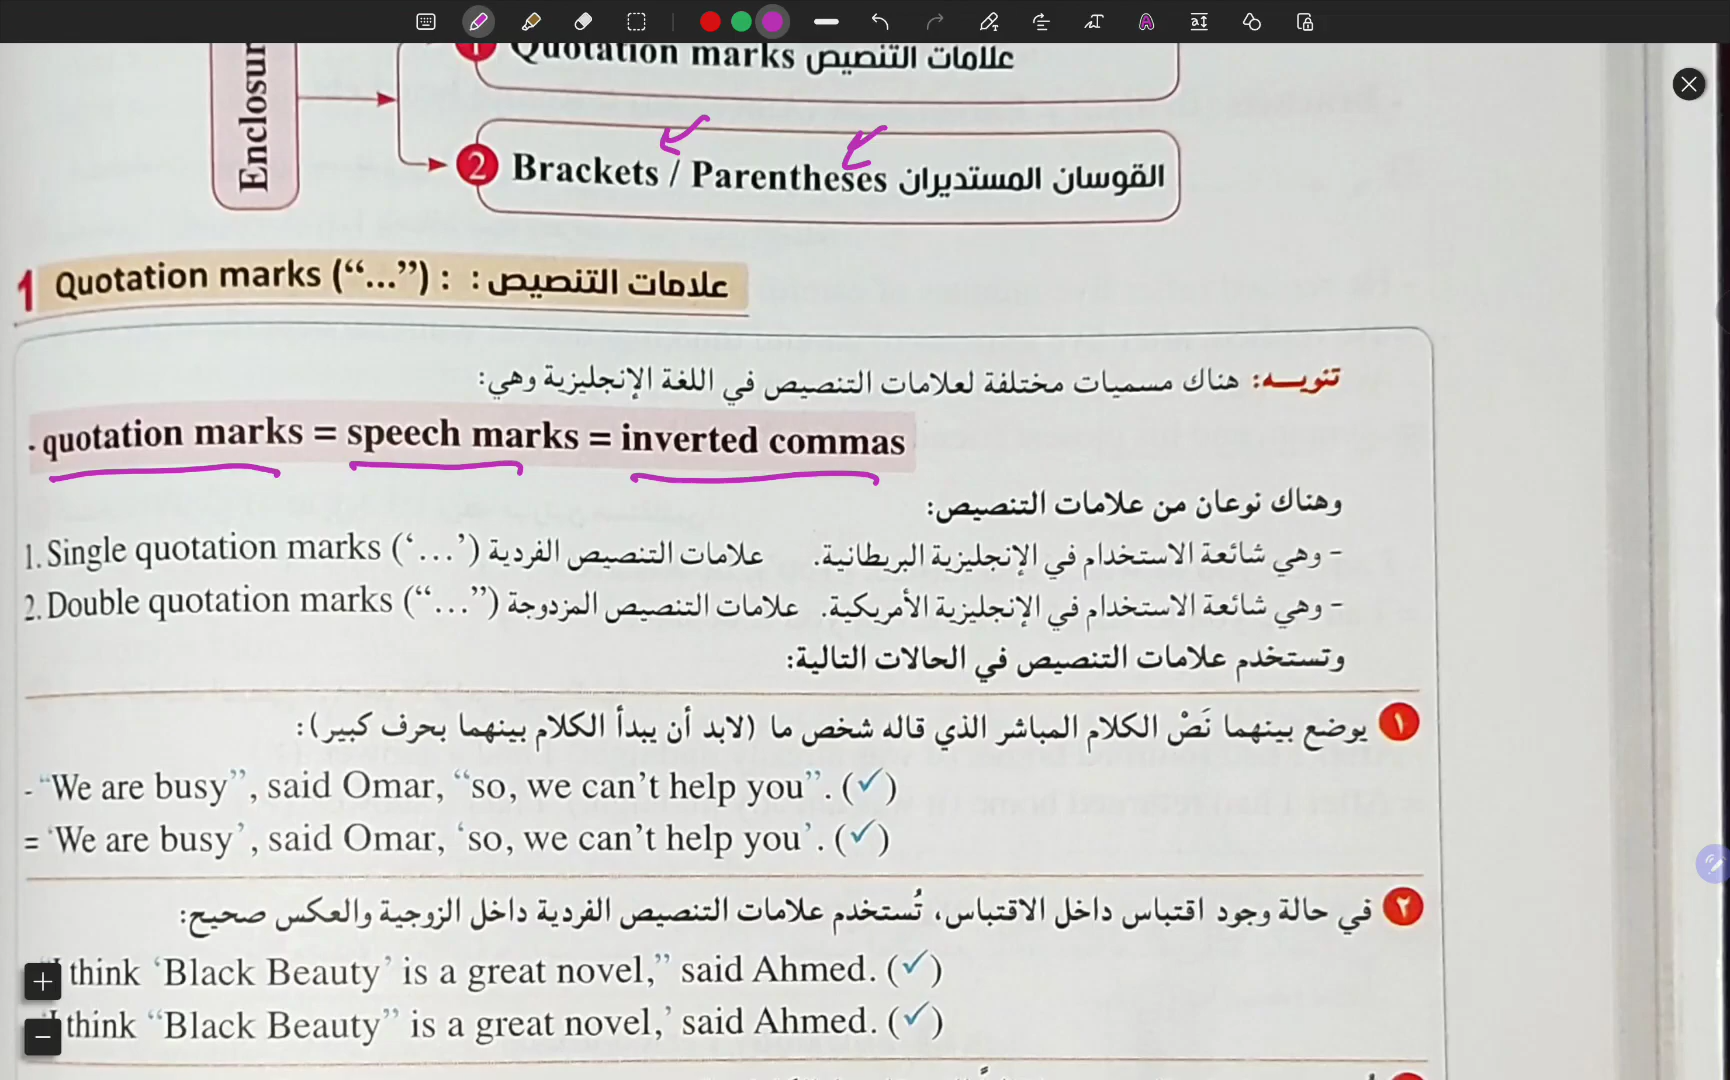 Enclosur
1 Quotation marks علامات التنصيص
2 Brackets / Parentheses القوسان المستديران
1 Quotation marks (“…”) : علامات التنصيص :
تنويــه: هناك مسميات مختلفة لعلامات التنصيص في اللغة الإنجليزية وهي:
- quotation marks = speech marks = inverted commas
وهناك نوعان من علامات التنصيص:
1. Single quotation marks (‘…’) علامات التنصيص الفردية - وهي شائعة الاستخدام في الإنجليزية البريطانية.
2. Double quotation marks (“…”) علامات التنصيص المزدوجة - وهي شائعة الاستخدام في الإنجليزية الأمريكية.
وتستخدم علامات التنصيص في الحالات التالية:
١ يوضع بينهما نَصْ الكلام المباشر الذي قاله شخص ما (لابد أن يبدأ الكلام بينهما بحرف كبير):
- “We are busy”, said Omar, “so, we can’t help you”. (✓)
= ‘We are busy’, said Omar, ‘so, we can’t help you’. (✓)
٢ في حالة وجود اقتباس داخل الاقتباس، تُستخدم علامات التنصيص الفردية داخل الزوجية والعكس صحيح:
“I think ‘Black Beauty’ is a great novel,” said Ahmed. (✓)
‘I think “Black Beauty” is a great novel,’ said Ahmed. (✓)